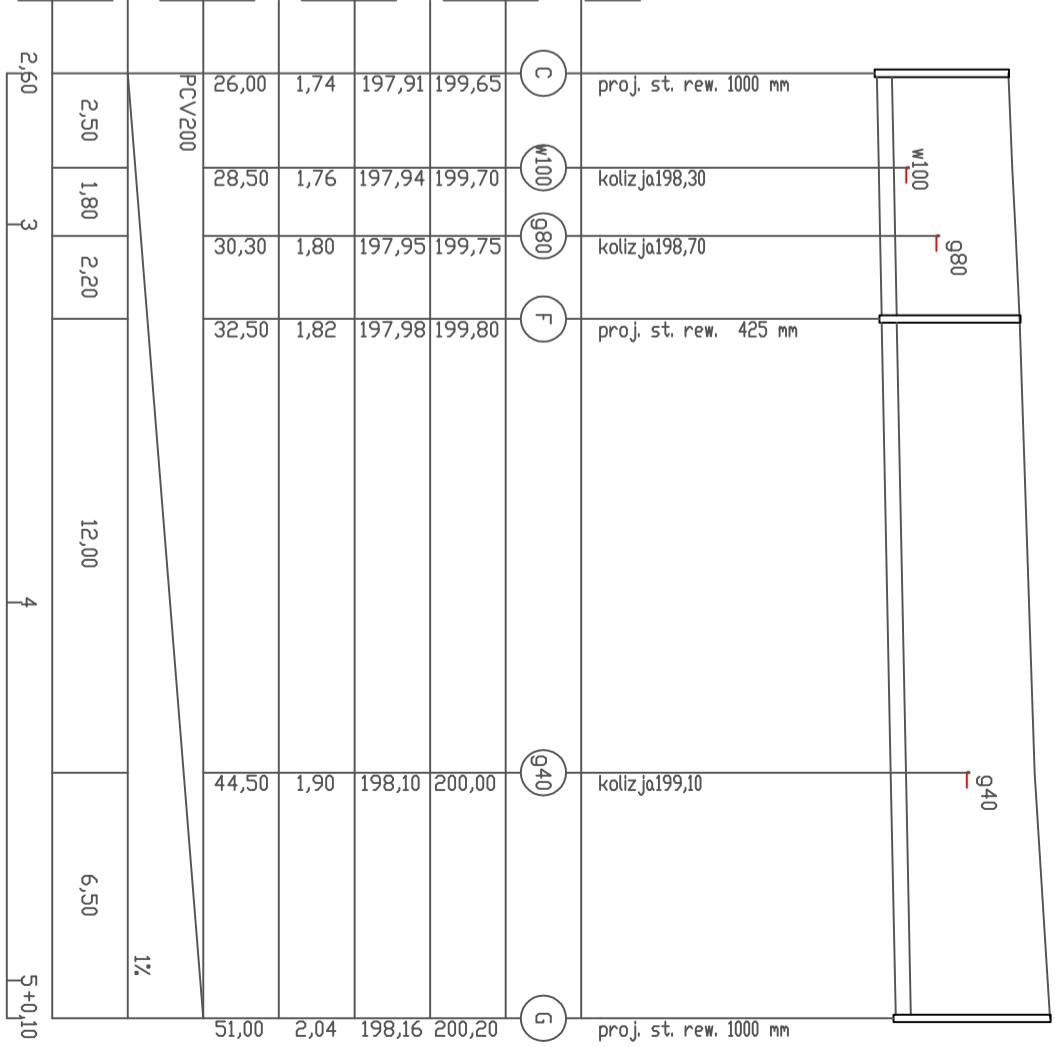 2,60
2,50
PCV200
26,00 1,74 197,91 199,65 C proj. st. rew. 1000 mm
28,50 1,76 197,94 199,70 w100 kolizja198,30
w100
1,80
3
30,30 1,80 197,95 199,75 g80 kolizja198,70
g80
2,20
32,50 1,82 197,98 199,80 F proj. st. rew. 425 mm
12,00
4
44,50 1,90 198,10 200,00 g40 kolizja199,10
g40
6,50
1%
5+0,10
51,00 2,04 198,16 200,20 G proj. st. rew. 1000 mm